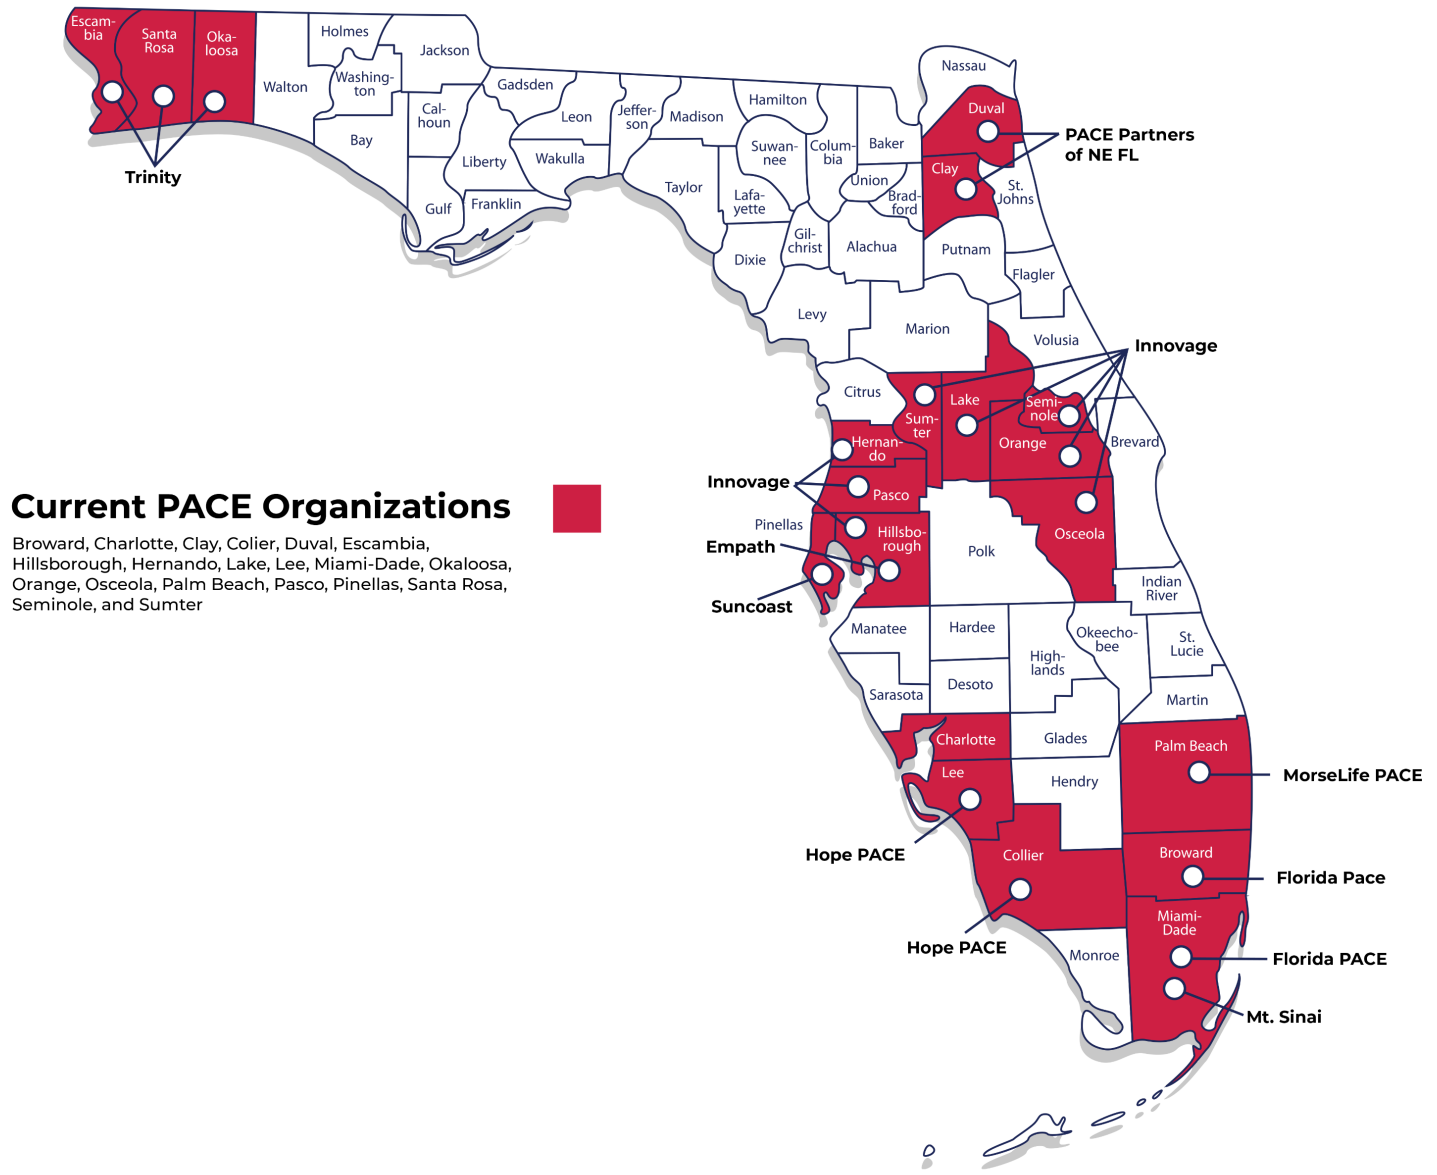 Escam-
bia
Santa
Rosa
Oka-
loosa
Walton
Holmes
Washing-
ton
Jackson
Bay
Cal-
houn
Gulf
Liberty
Gadsden
Franklin
Leon
Wakulla
Jeffer-
son
Madison
Taylor
Hamilton
Suwan-
nee
Lafa-
yette
Dixie
Colum-
bia
Gil-
christ
Baker
Union
Brad-
ford
Alachua
Levy
Marion
Nassau
Duval
Clay
St.
Johns
Putnam
Flagler
Volusia
Trinity
PACE Partners
of NE FL
Innovage
Citrus
Sum-
ter
Lake
Semi-
nole
Orange
Brevard
Hernan-
do
Innovage
Pasco
Pinellas
Hillsbo-
rough
Empath
Suncoast
Polk
Osceola
Current PACE Organizations
Broward, Charlotte, Clay, Colier, Duval, Escambia,
Hillsborough, Hernando, Lake, Lee, Miami-Dade, Okaloosa,
Orange, Osceola, Palm Beach, Pasco, Pinellas, Santa Rosa,
Seminole, and Sumter
Indian
River
Manatee
Hardee
High-
lands
Okeecho-
bee
St.
Lucie
Sarasota
Desoto
Martin
Charlotte
Glades
Palm Beach
Lee
Hendry
MorseLife PACE
Hope PACE
Collier
Broward
Florida Pace
Hope PACE
Miami-
Dade
Monroe
Florida PACE
Mt. Sinai